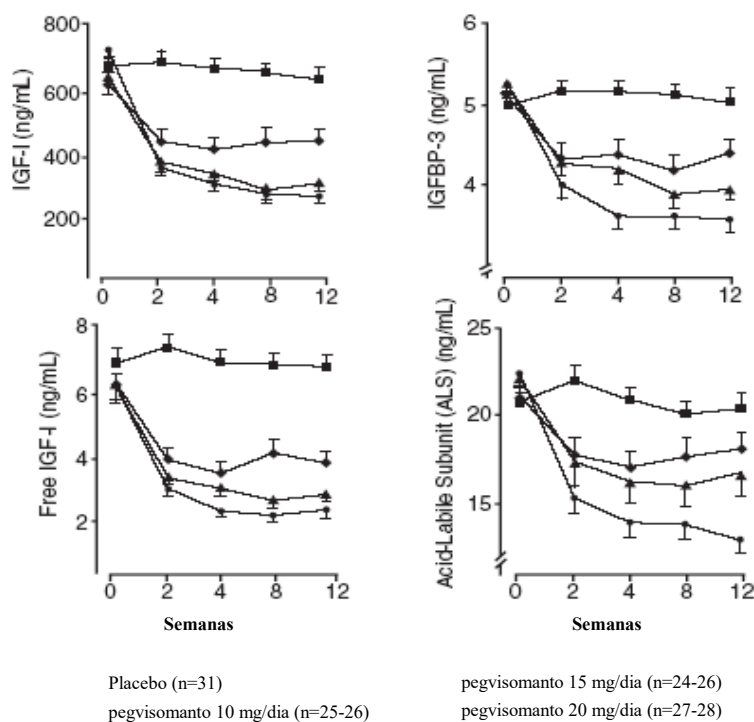 IGF-I (ng/mL)
800
600
400
200
0 2 4 8 12
IGFBP-3 (ng/mL)
6
5
4
0 2 4 8 12
Free IGF-I (ng/mL)
8
6
4
2
0 2 4 8 12
Semanas
Acid-Labile Subunit (ALS) (ng/mL)
25
20
15
0 2 4 8 12
Semanas
Placebo (n=31)
pegvisomanto 10 mg/dia (n=25-26)
pegvisomanto 15 mg/dia (n=24-26)
pegvisomanto 20 mg/dia (n=27-28)